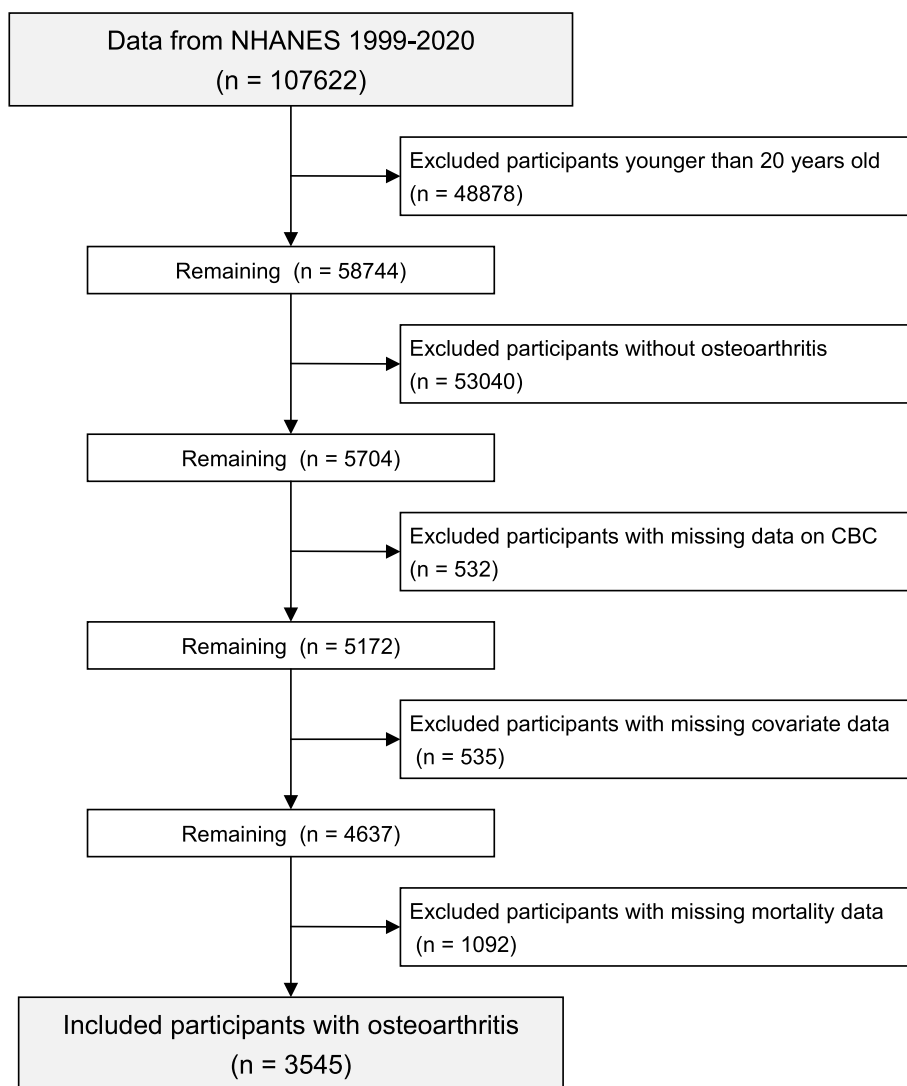 Data from NHANES 1999-2020
(n = 107622)
Excluded participants younger than 20 years old
(n = 48878)
Remaining (n = 58744)
Excluded participants without osteoarthritis
(n = 53040)
Remaining (n = 5704)
Excluded participants with missing data on CBC
(n = 532)
Remaining (n = 5172)
Excluded participants with missing covariate data
(n = 535)
Remaining (n = 4637)
Excluded participants with missing mortality data
(n = 1092)
Included participants with osteoarthritis
(n = 3545)